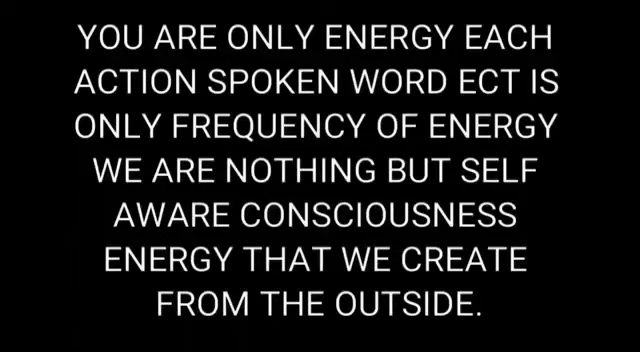 YOU ARE ONLY ENERGY EACH
ACTION SPOKEN WORD ECT IS
ONLY FREQUENCY OF ENERGY
WE ARE NOTHING BUT SELF
AWARE CONSCIOUSNESS
ENERGY THAT WE CREATE
FROM THE OUTSIDE.